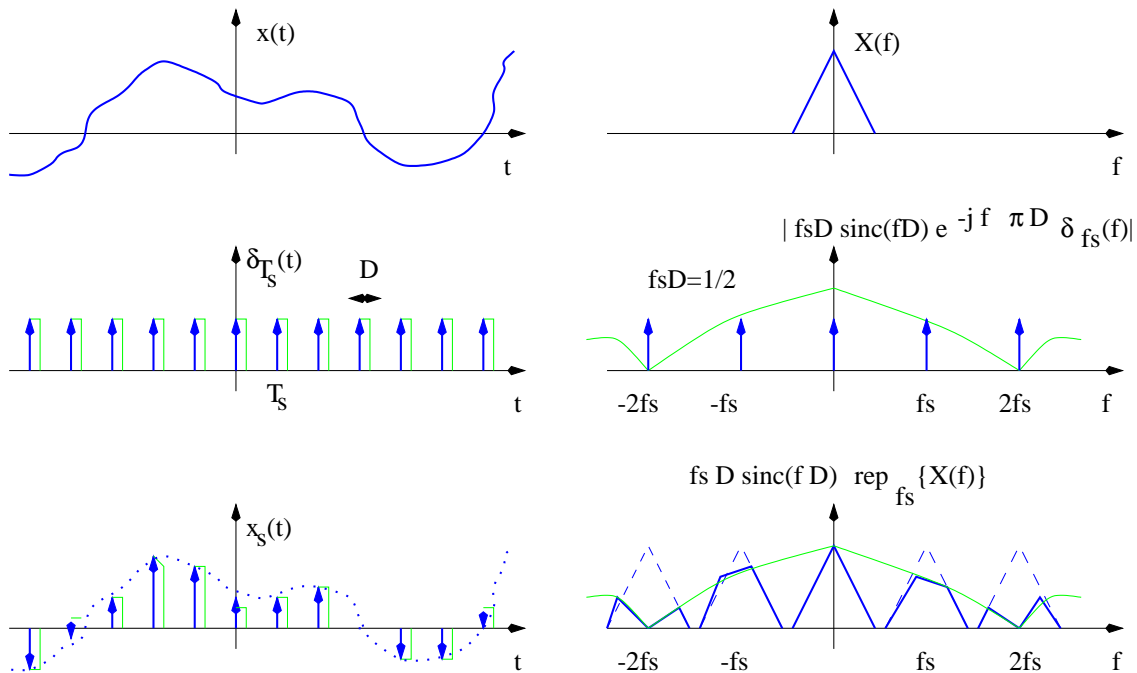 x(t)
t
X(f)
f
δTs(t)
D
Ts
t
| fsD sinc(fD) e -j f π D δfs(f)|
fsD=1/2
-2fs -fs fs 2fs f
xs(t)
t
fs D sinc(f D) rep fs {X(f)}
-2fs -fs fs 2fs f